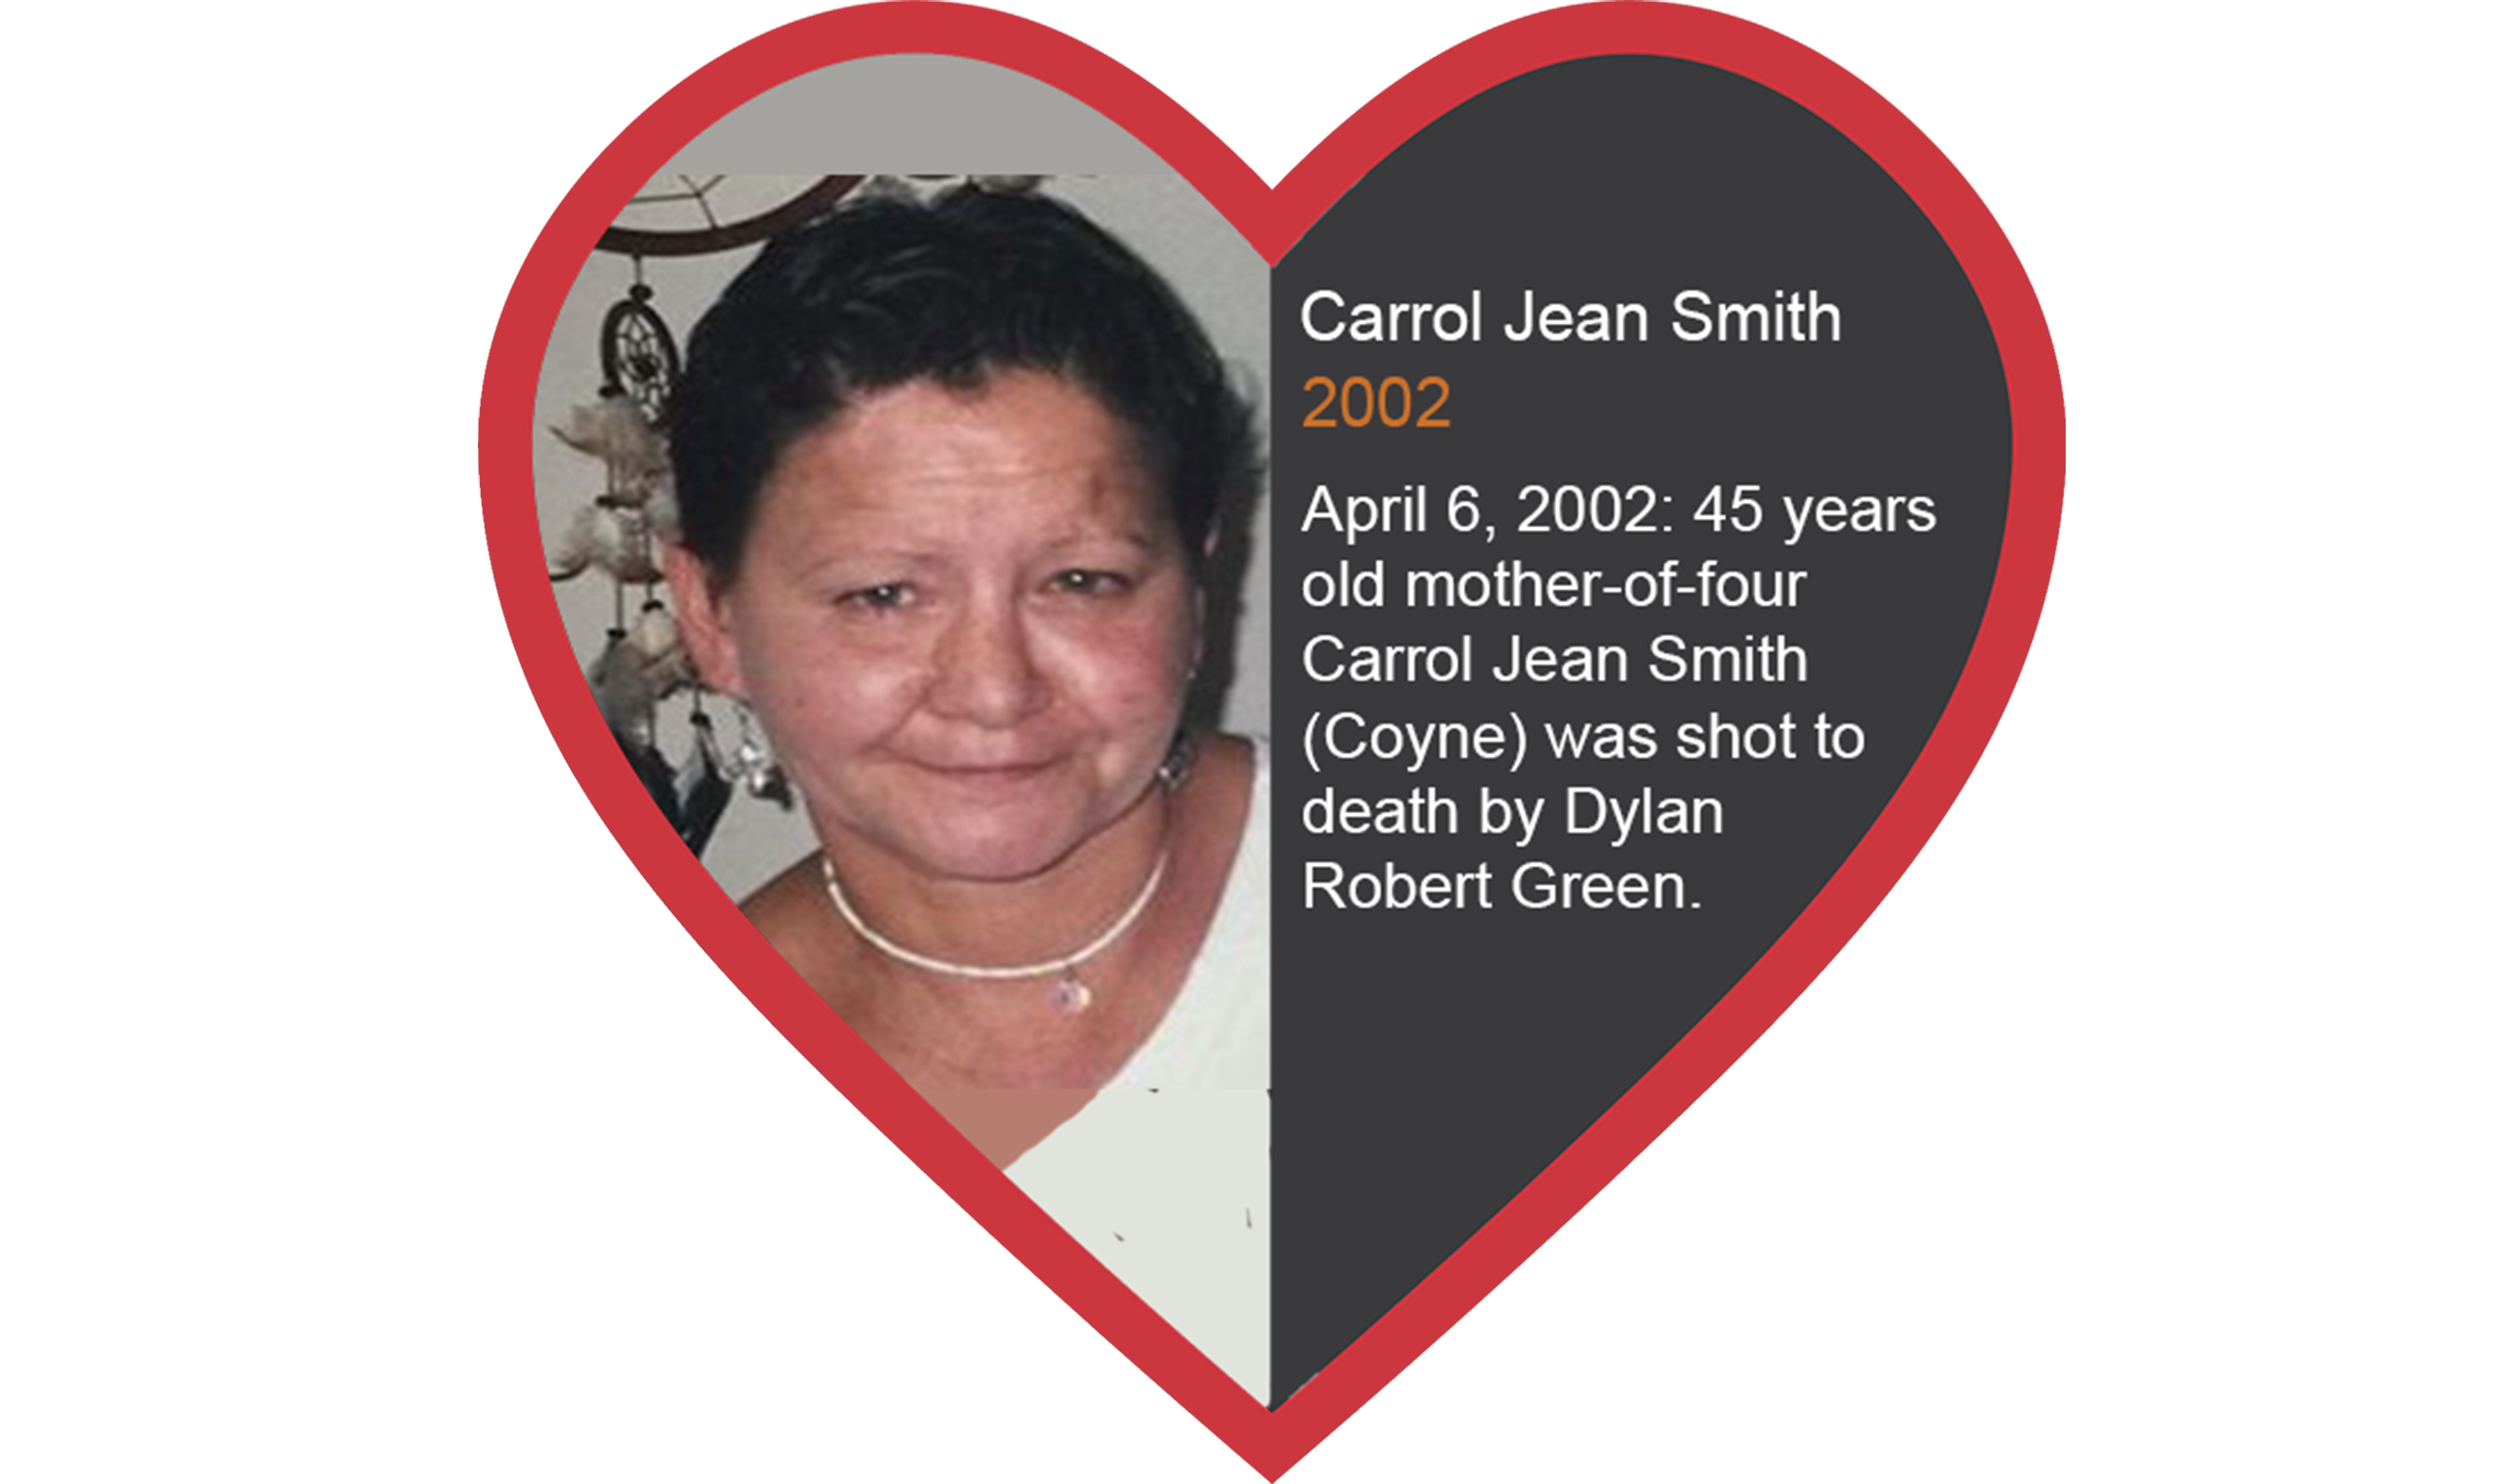 Carrol Jean Smith
2002
April 6, 2002: 45 years
old mother-of-four
Carrol Jean Smith
(Coyne) was shot to
death by Dylan
Robert Green.